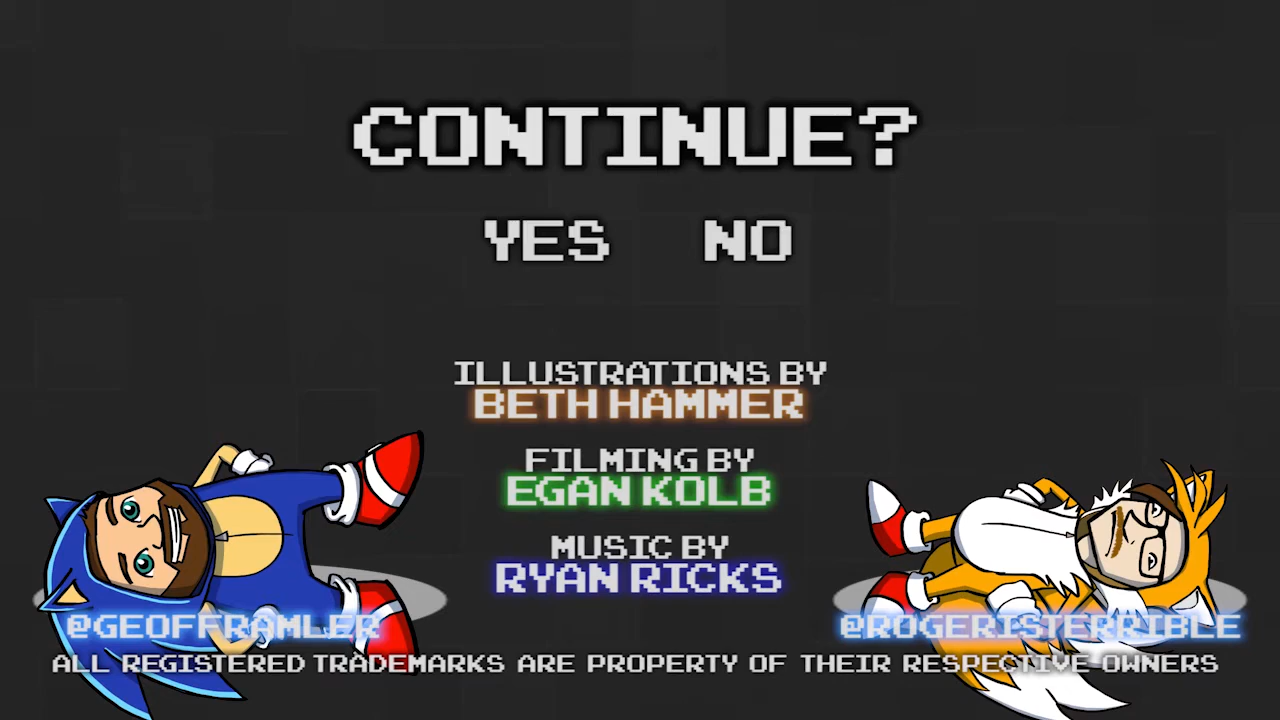 CONTINUE?
YES NO
ILLUSTRATIONS BY
BETH HAMMER
FILMING BY
EGAN KOLB
MUSIC BY
RYAN RICKS
@GEOFFRAMLER @ROGERISTERRIBLE
ALL REGISTERED TRADEMARKS ARE PROPERTY OF THEIR RESPECTIVE OWNERS